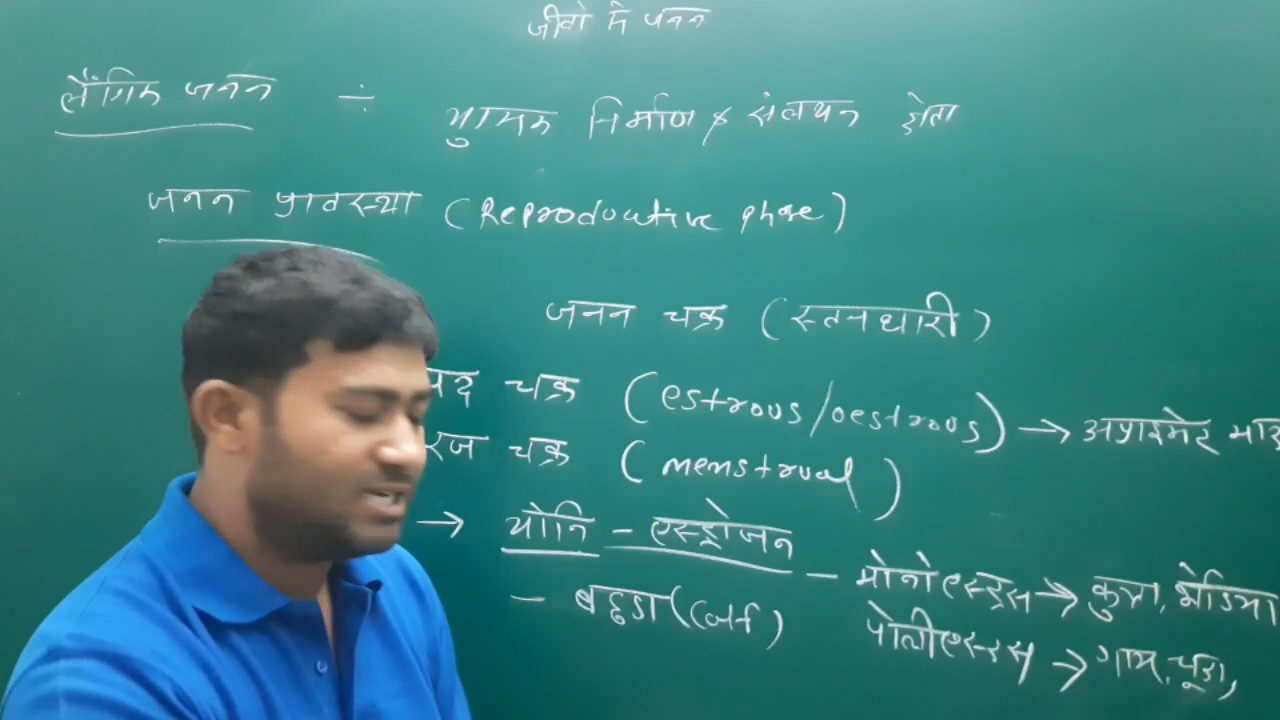 जीवों में जनन
लैंगिक जनन ÷ युग्मक निर्माण × संलयन होता
जनन प्रावस्था (Reproductive phase)
जनन चक्र (स्तनधारी)
मद चक्र (estrous/oestrous) → अप्राइमेट मादा
रज चक्र (menstrual)
→ योनि - एस्ट्रोजन
- मोनोएस्ट्रस → कुत्ता, भेडिया
- बछडा (Calf)
पोलीएस्ट्रस → गाय, चूहा,